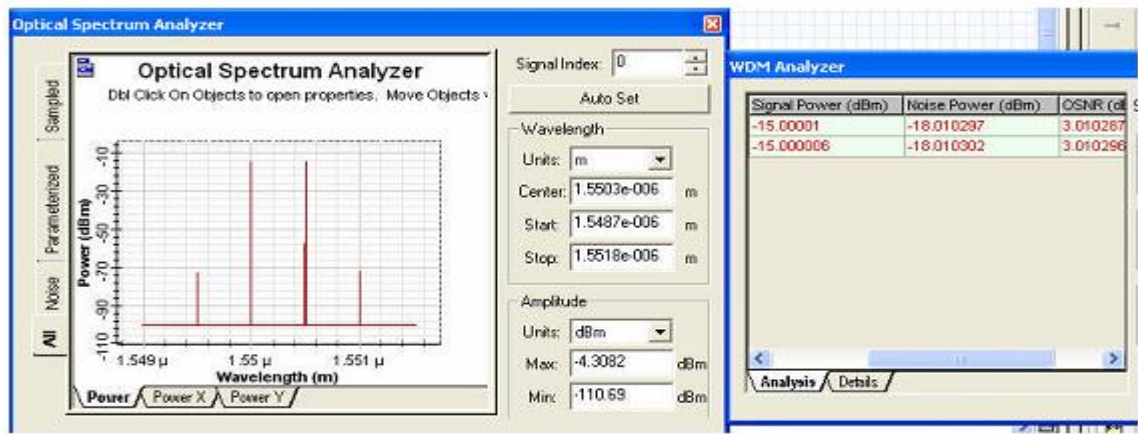 Optical Spectrum Analyzer
Sampled
Parameterized
Noise
All
Optical Spectrum Analyzer
Dbl Click On Objects to open properties. Move Objects
Power (dBm)
-10
-30
-50
-70
-90
-110
1.549 µ
1.55 µ
1.551 µ
Wavelength (m)
Power
Power X
Power Y
Signal Index: 0
Auto Set
Wavelength
Units: m
Center: 1.5503e-006 m
Start: 1.5487e-006 m
Stop: 1.5518e-006 m
Amplitude
Units: dBm
Max: -4.3082 dBm
Min: -110.69 dBm
WDM Analyzer
Signal Power (dBm) Noise Power (dBm) OSNR (dB
-15.00001 -18.010297 3.010287
-15.000006 -18.010302 3.010296
Analysis
Details